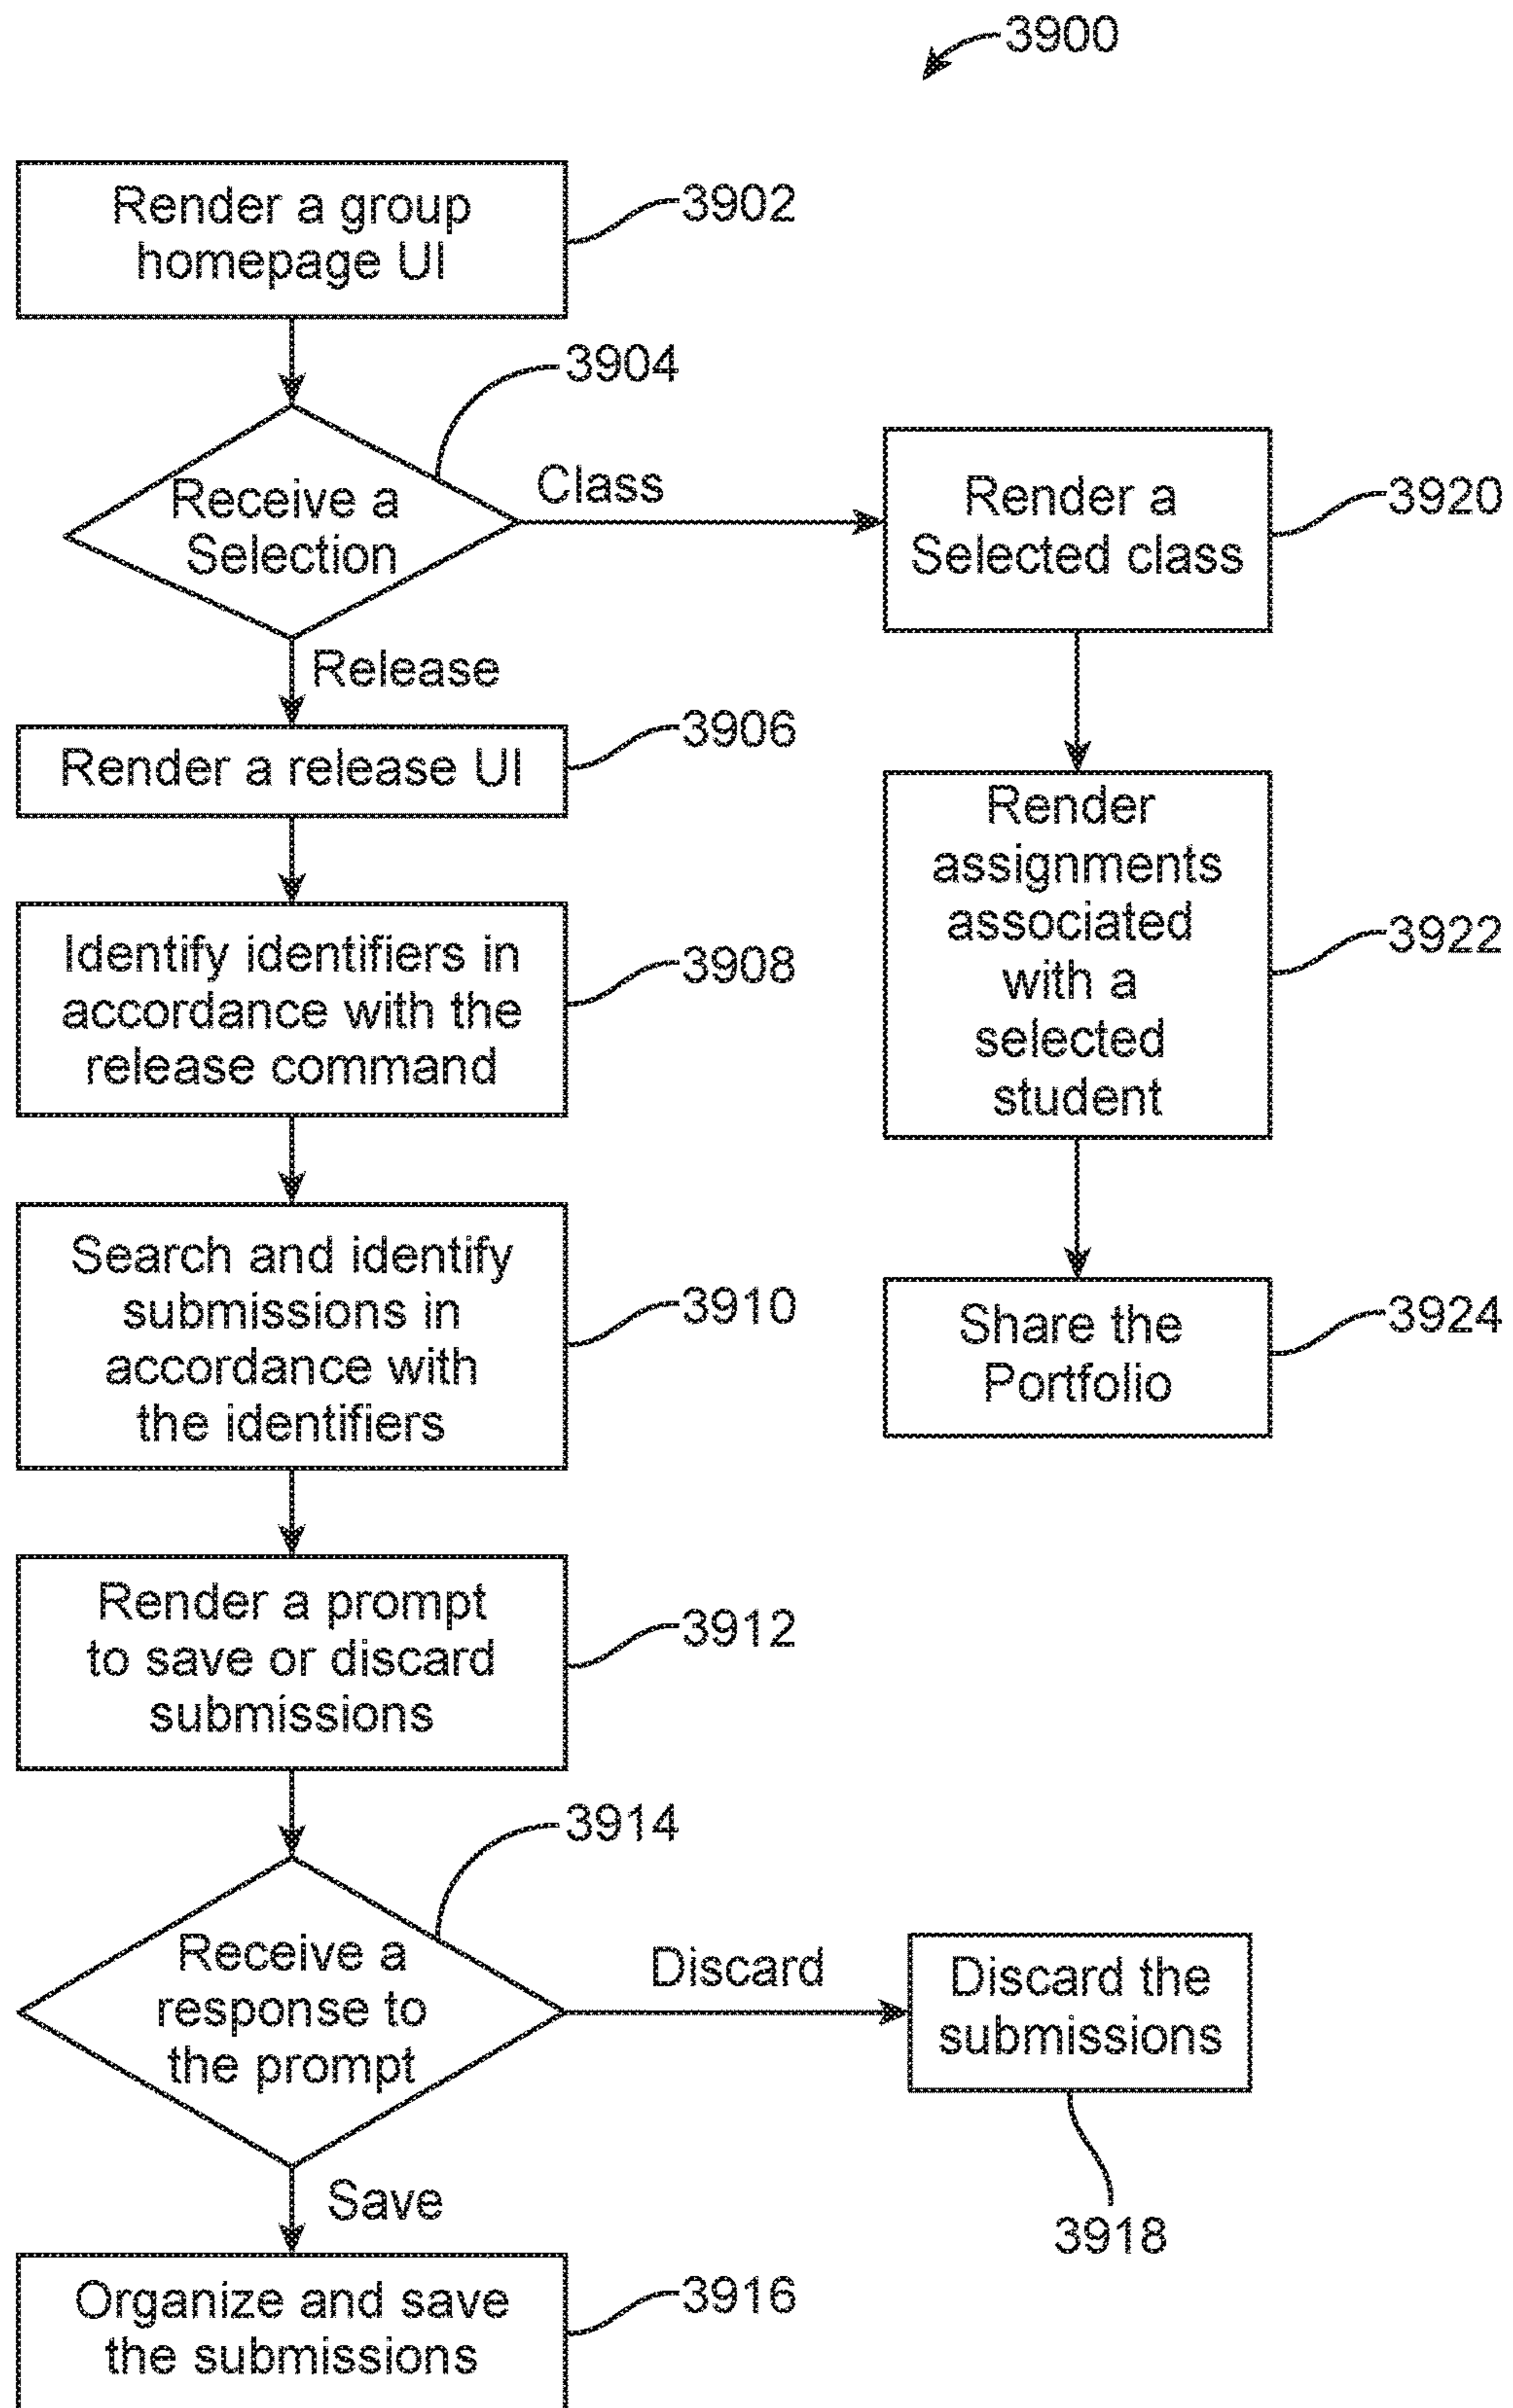 3900
Render a group
homepage UI
3902
3904
Receive a
Selection
Class
Render a
Selected class
3920
Release
Render a release UI
3906
Identify identifiers in
accordance with the
release command
3908
Render
assignments
associated
with a
selected
student
3922
Search and identify
submissions in
accordance with
the identifiers
3910
Share the
Portfolio
3924
Render a prompt
to save or discard
submissions
3912
3914
Receive a
response to
the prompt
Discard
Discard the
submissions
3918
Save
Organize and save
the submissions
3916